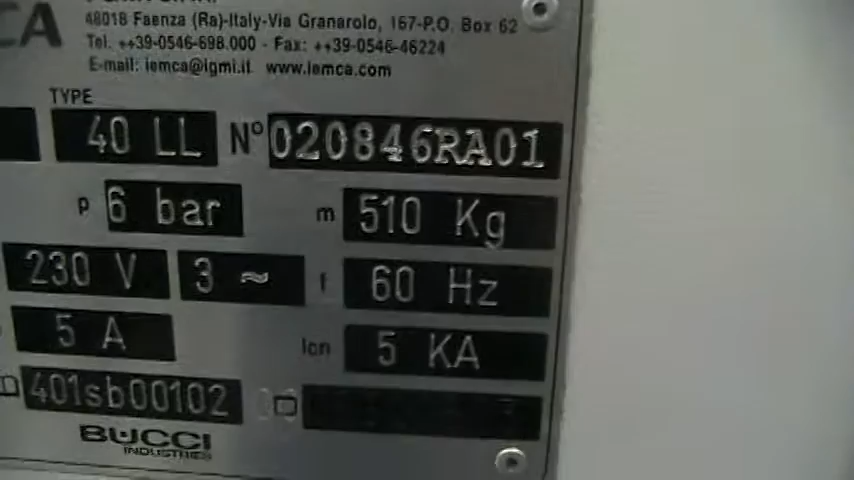 CA
48018 Faenza (Ra)-Italy-Via Granarolo, 167-P.O. Box 62
Tel. ++39-0546-698.000 - Fax: ++39-0546-46224
E-mail: iemca@igmi.it www.iemca.com
TYPE
40 LL N° 020846RA01
p 6 bar m 510 Kg
230 V 3 ~ f 60 Hz
5 A Icn 5 KA
401sb00102
BUCCI
INDUSTRIES